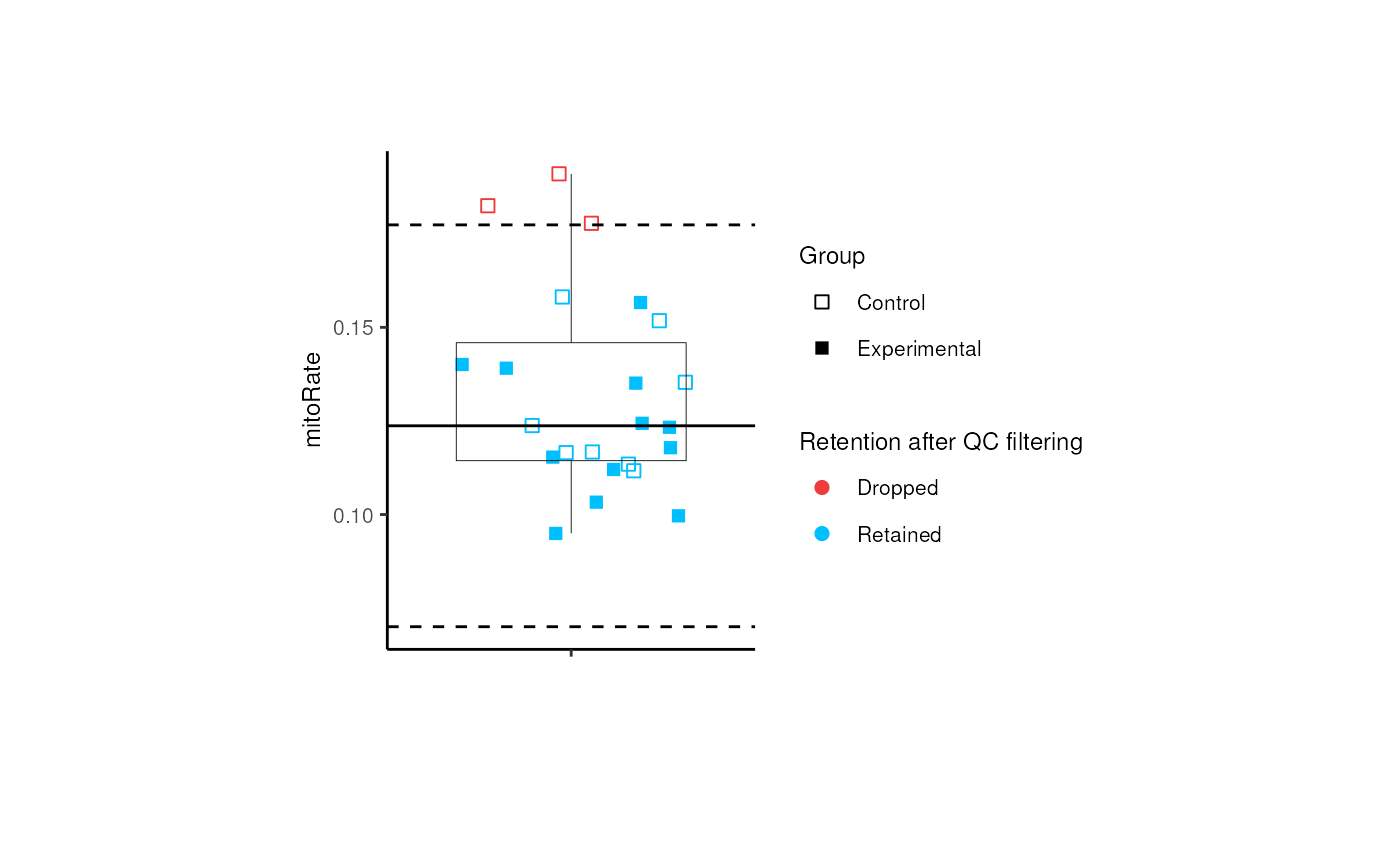 mitoRate
0.15
0.10
Group
Control
Experimental
Retention after QC filtering
Dropped
Retained